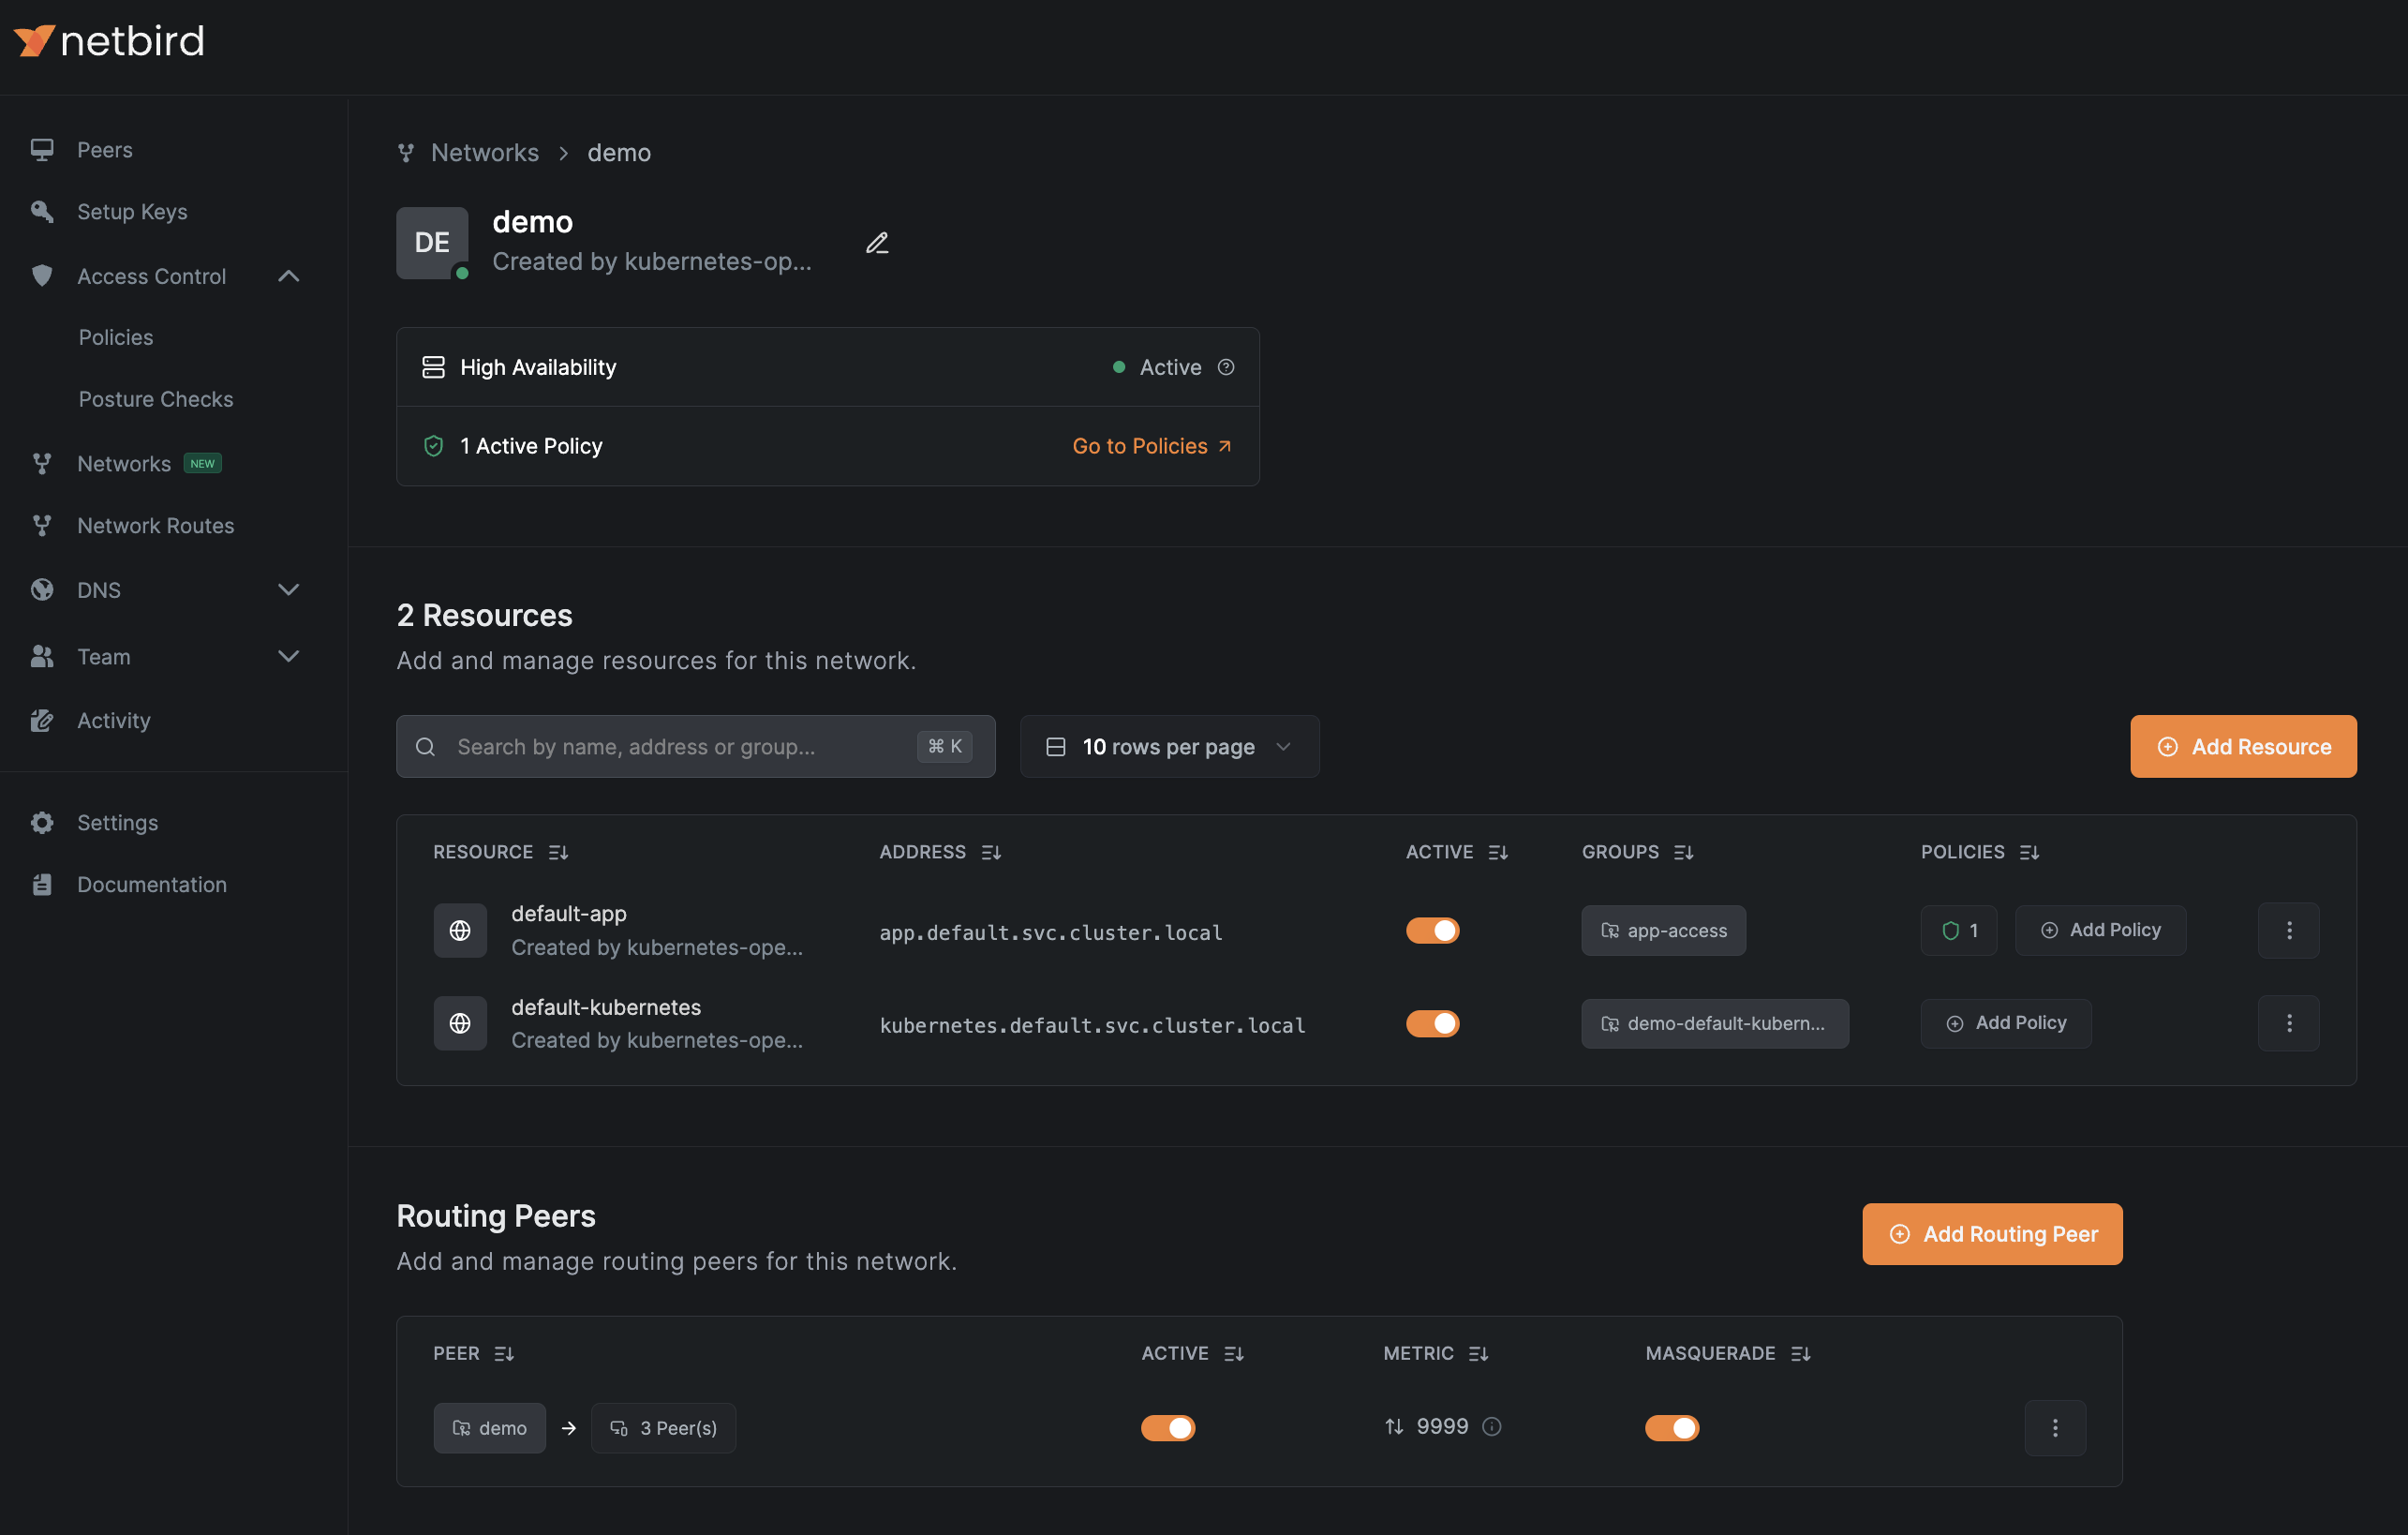 netbird
Peers
Setup Keys
Access Control
Policies
Posture Checks
Networks NEW
Network Routes
DNS
Team
Activity
Settings
Documentation
Networks > demo
DE
demo
Created by kubernetes-op...
High Availability
Active
1 Active Policy
Go to Policies
2 Resources
Add and manage resources for this network.
Search by name, address or group...
⌘ K
10 rows per page
Add Resource
RESOURCE ADDRESS ACTIVE GROUPS POLICIES
default-app
Created by kubernetes-ope...
app.default.svc.cluster.local
app-access
1
Add Policy
default-kubernetes
Created by kubernetes-ope...
kubernetes.default.svc.cluster.local
demo-default-kubern...
Add Policy
Routing Peers
Add and manage routing peers for this network.
Add Routing Peer
PEER ACTIVE METRIC MASQUERADE
demo → 3 Peer(s) 9999